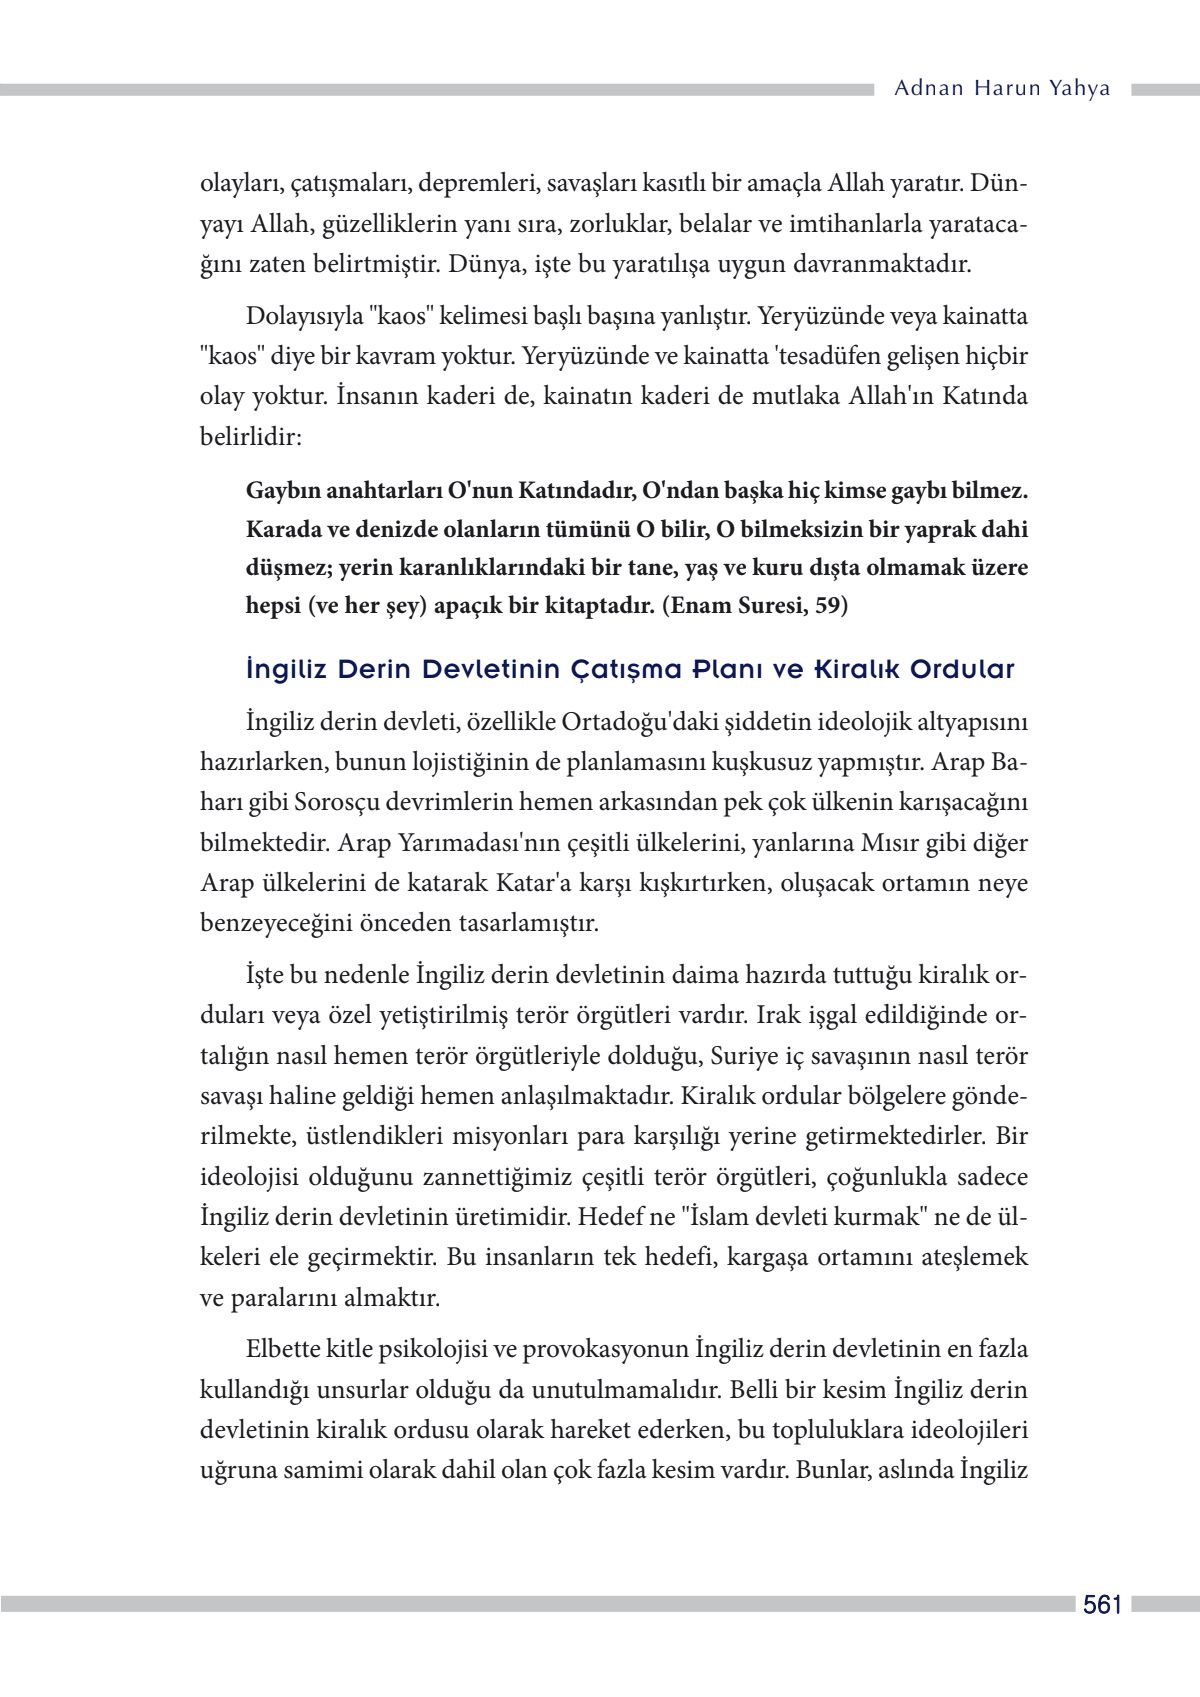 Adnan Harun Yahya
olayları, çatışmaları, depremleri, savaşları kasıtlı bir amaçla Allah yaratır. Dün-
yayı Allah, güzelliklerin yanı sıra, zorluklar, belalar ve imtihanlarla yarataca-
ğını zaten belirtmiştir. Dünya, işte bu yaratılışa uygun davranmaktadır.
Dolayısıyla "kaos" kelimesi başlı başına yanlıştır. Yeryüzünde veya kainatta
"kaos" diye bir kavram yoktur. Yeryüzünde ve kainatta 'tesadüfen gelişen hiçbir
olay yoktur. İnsanın kaderi de, kainatın kaderi de mutlaka Allah'ın Katında
belirlidir:
Gaybın anahtarları O'nun Katındadır, O'ndan başka hiç kimse gaybı bilmez.
Karada ve denizde olanların tümünü O bilir, O bilmeksizin bir yaprak dahi
düşmez; yerin karanlıklarındaki bir tane, yaş ve kuru dışta olmamak üzere
hepsi (ve her şey) apaçık bir kitaptadır. (Enam Suresi, 59)
İngiliz Derin Devletinin Çatışma Planı ve Kiralık Ordular
İngiliz derin devleti, özellikle Ortadoğu'daki şiddetin ideolojik altyapısını
hazırlarken, bunun lojistiğinin de planlamasını kuşkusuz yapmıştır. Arap Ba-
harı gibi Sorosçu devrimlerin hemen arkasından pek çok ülkenin karışacağını
bilmektedir. Arap Yarımadası'nın çeşitli ülkelerini, yanlarına Mısır gibi diğer
Arap ülkelerini de katarak Katar'a karşı kışkırtırken, oluşacak ortamın neye
benzeyeceğini önceden tasarlamıştır.
İşte bu nedenle İngiliz derin devletinin daima hazırda tuttuğu kiralık or-
duları veya özel yetiştirilmiş terör örgütleri vardır. Irak işgal edildiğinde or-
talığın nasıl hemen terör örgütleriyle dolduğu, Suriye iç savaşının nasıl terör
savaşı haline geldiği hemen anlaşılmaktadır. Kiralık ordular bölgelere gönde-
rilmekte, üstlendikleri misyonları para karşılığı yerine getirmektedirler. Bir
ideolojisi olduğunu zannettiğimiz çeşitli terör örgütleri, çoğunlukla sadece
İngiliz derin devletinin üretimidir. Hedef ne "İslam devleti kurmak" ne de ül-
keleri ele geçirmektir. Bu insanların tek hedefi, kargaşa ortamını ateşlemek
ve paralarını almaktır.
Elbette kitle psikolojisi ve provokasyonun İngiliz derin devletinin en fazla
kullandığı unsurlar olduğu da unutulmamalıdır. Belli bir kesim İngiliz derin
devletinin kiralık ordusu olarak hareket ederken, bu topluluklara ideolojileri
uğruna samimi olarak dahil olan çok fazla kesim vardır. Bunlar, aslında İngiliz
561